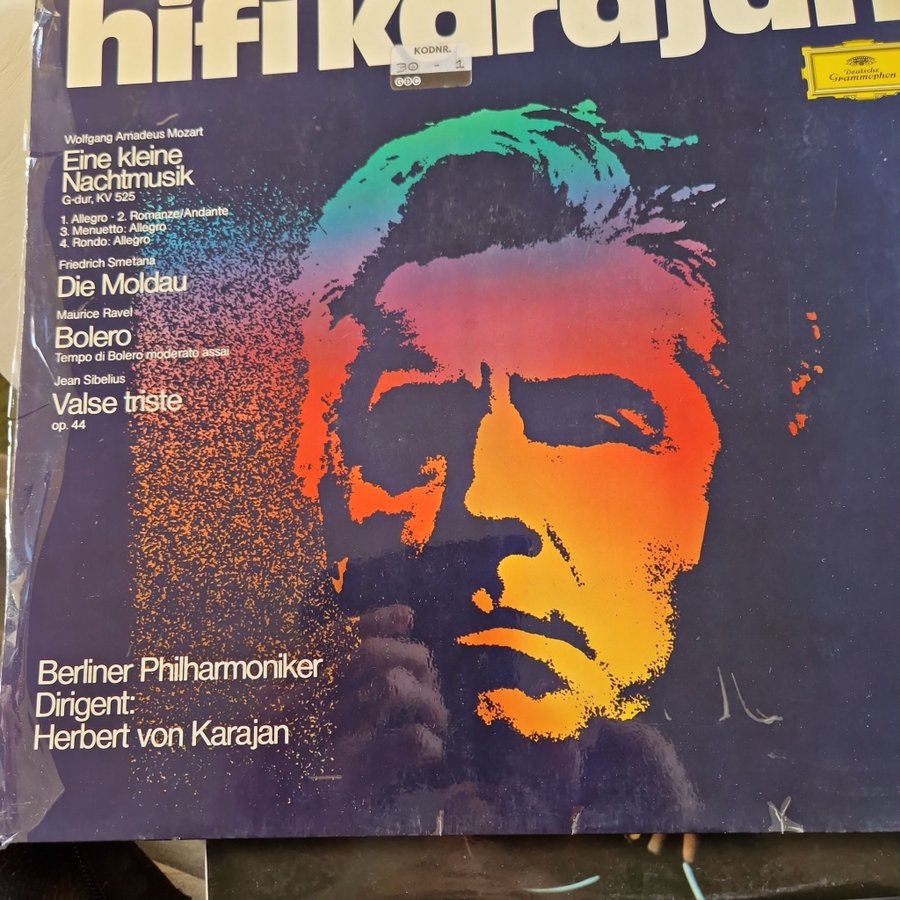 hifi karajan
KODNR.
30 - 1
GBC
Deutsche
Grammophon
Wolfgang Amadeus Mozart
Eine kleine
Nachtmusik
G-dur, KV 525
1. Allegro · 2. Romanze/Andante
3. Menuetto: Allegro
4. Rondo: Allegro
Friedrich Smetana
Die Moldau
Maurice Ravel
Bolero
Tempo di Bolero moderato assai
Jean Sibelius
Valse triste
op. 44
Berliner Philharmoniker
Dirigent:
Herbert von Karajan